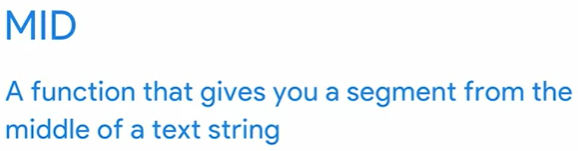 MID
A function that gives you a segment from the
middle of a text string